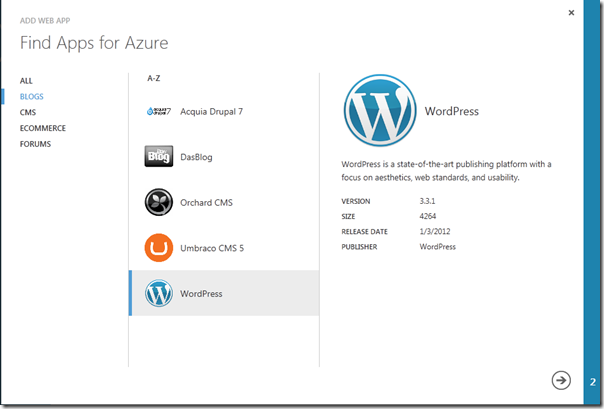 ADD WEB APP
Find Apps for Azure
ALL
BLOGS
CMS
ECOMMERCE
FORUMS
A-Z
Acquia Drupal 7
DasBlog
Orchard CMS
Umbraco CMS 5
WordPress
WordPress
WordPress is a state-of-the-art publishing platform with a
focus on aesthetics, web standards, and usability.
VERSION 3.3.1
SIZE 4264
RELEASE DATE 1/3/2012
PUBLISHER WordPress
2